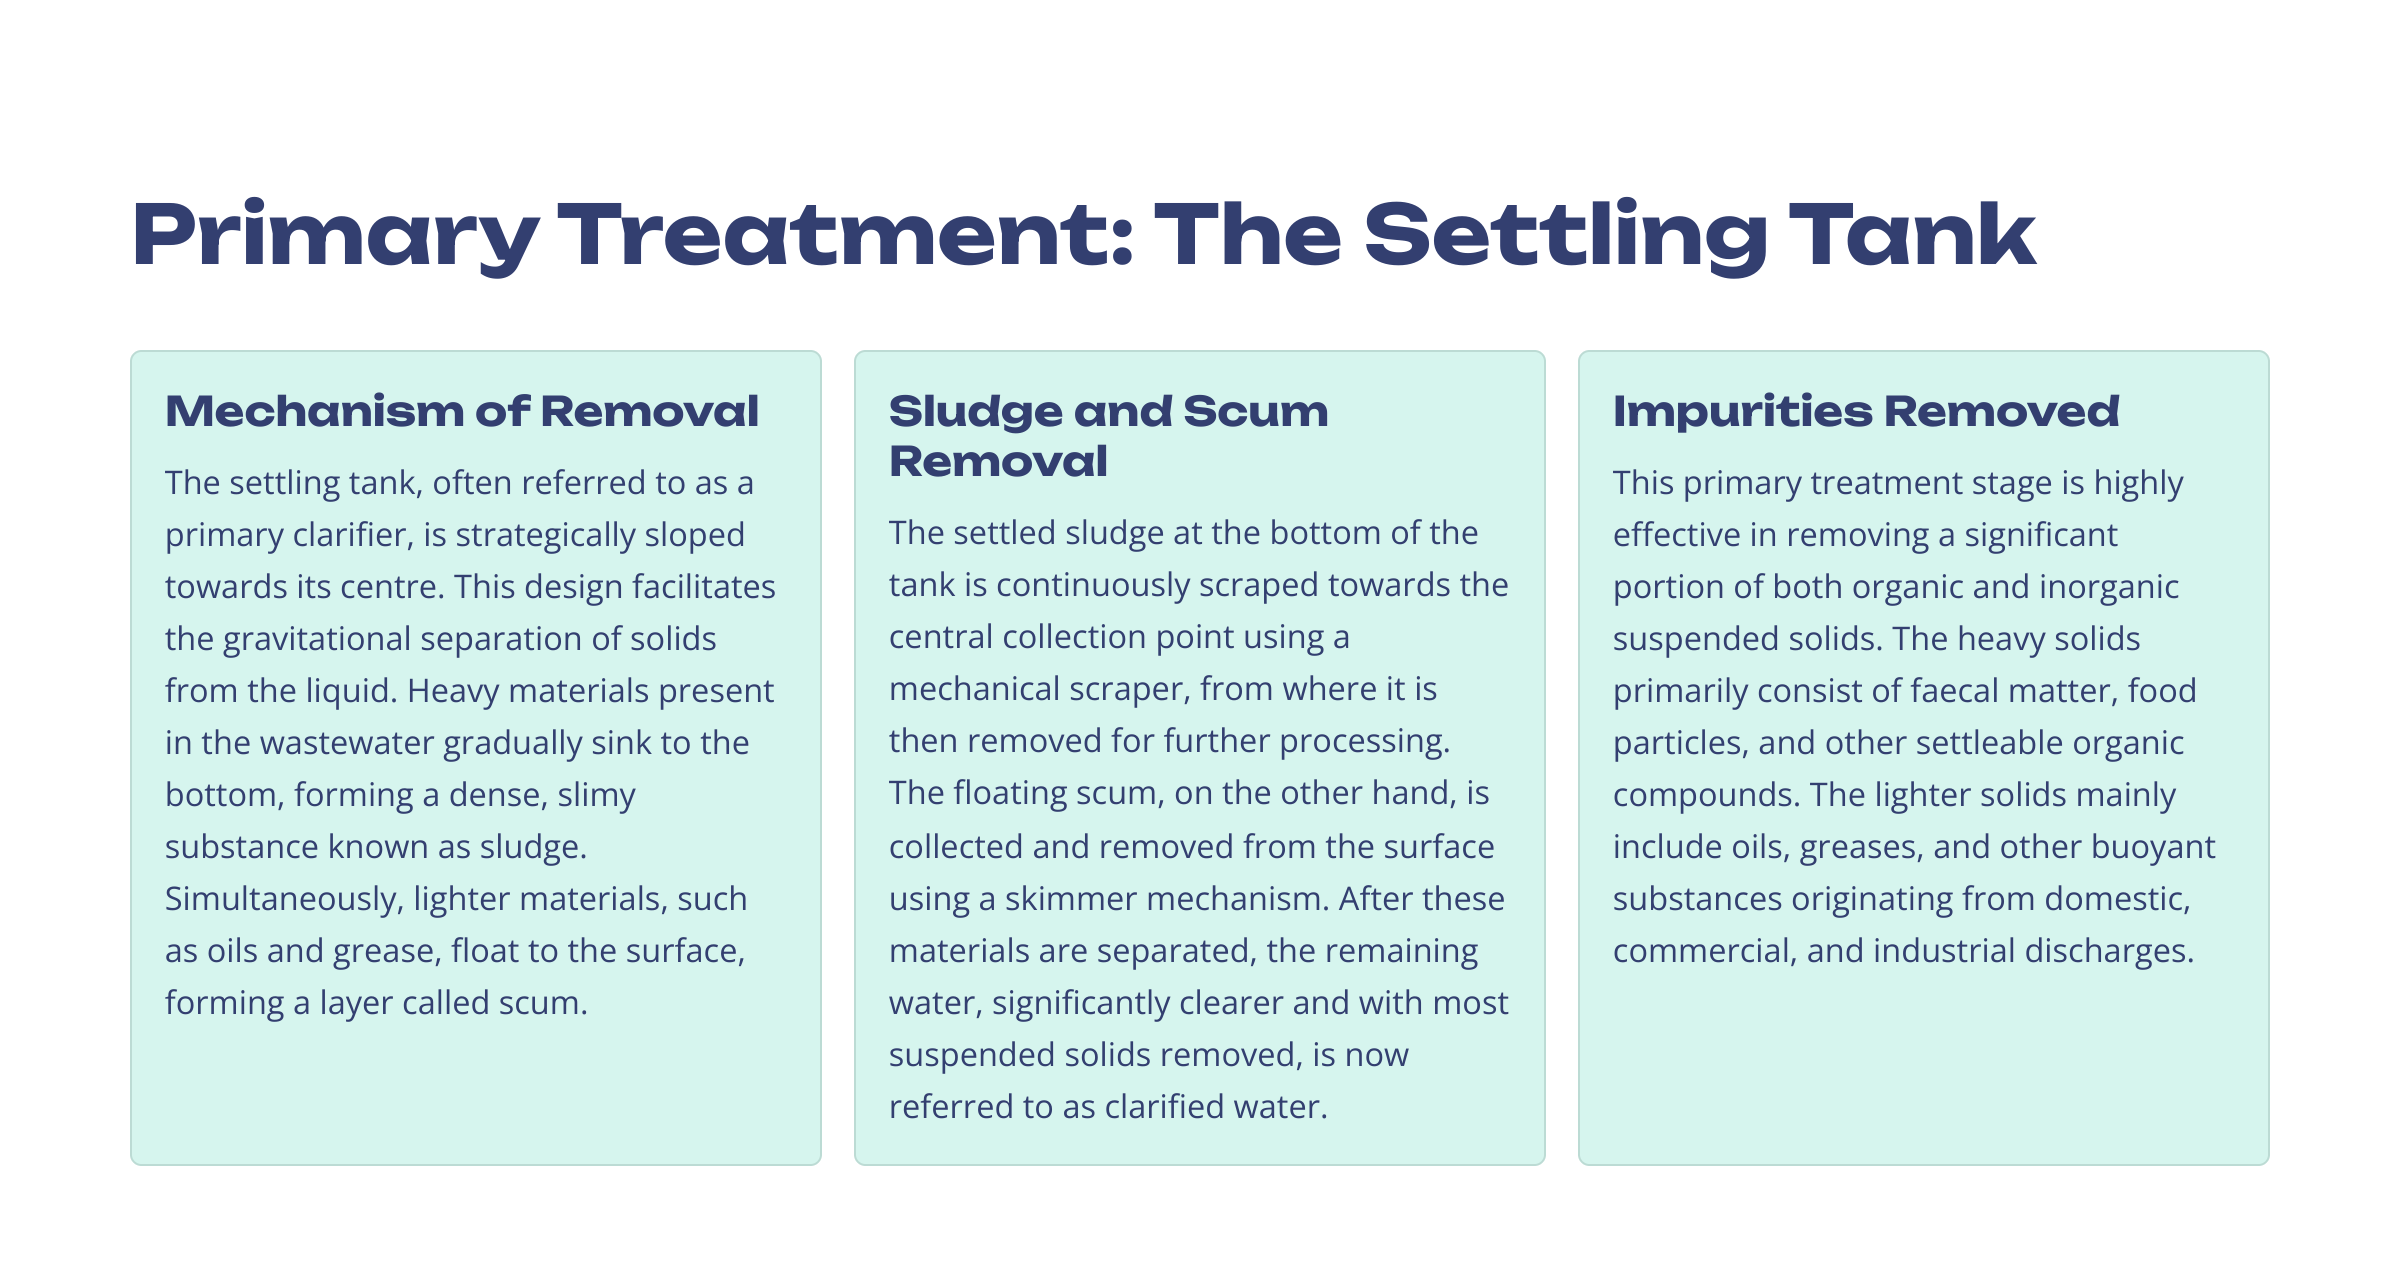 Primary Treatment: The Settling Tank
Mechanism of Removal
The settling tank, often referred to as a
primary clarifier, is strategically sloped
towards its centre. This design facilitates
the gravitational separation of solids
from the liquid. Heavy materials present
in the wastewater gradually sink to the
bottom, forming a dense, slimy
substance known as sludge.
Simultaneously, lighter materials, such
as oils and grease, float to the surface,
forming a layer called scum.
Sludge and Scum
Removal
The settled sludge at the bottom of the
tank is continuously scraped towards the
central collection point using a
mechanical scraper, from where it is
then removed for further processing.
The floating scum, on the other hand, is
collected and removed from the surface
using a skimmer mechanism. After these
materials are separated, the remaining
water, significantly clearer and with most
suspended solids removed, is now
referred to as clarified water.
Impurities Removed
This primary treatment stage is highly
effective in removing a significant
portion of both organic and inorganic
suspended solids. The heavy solids
primarily consist of faecal matter, food
particles, and other settleable organic
compounds. The lighter solids mainly
include oils, greases, and other buoyant
substances originating from domestic,
commercial, and industrial discharges.